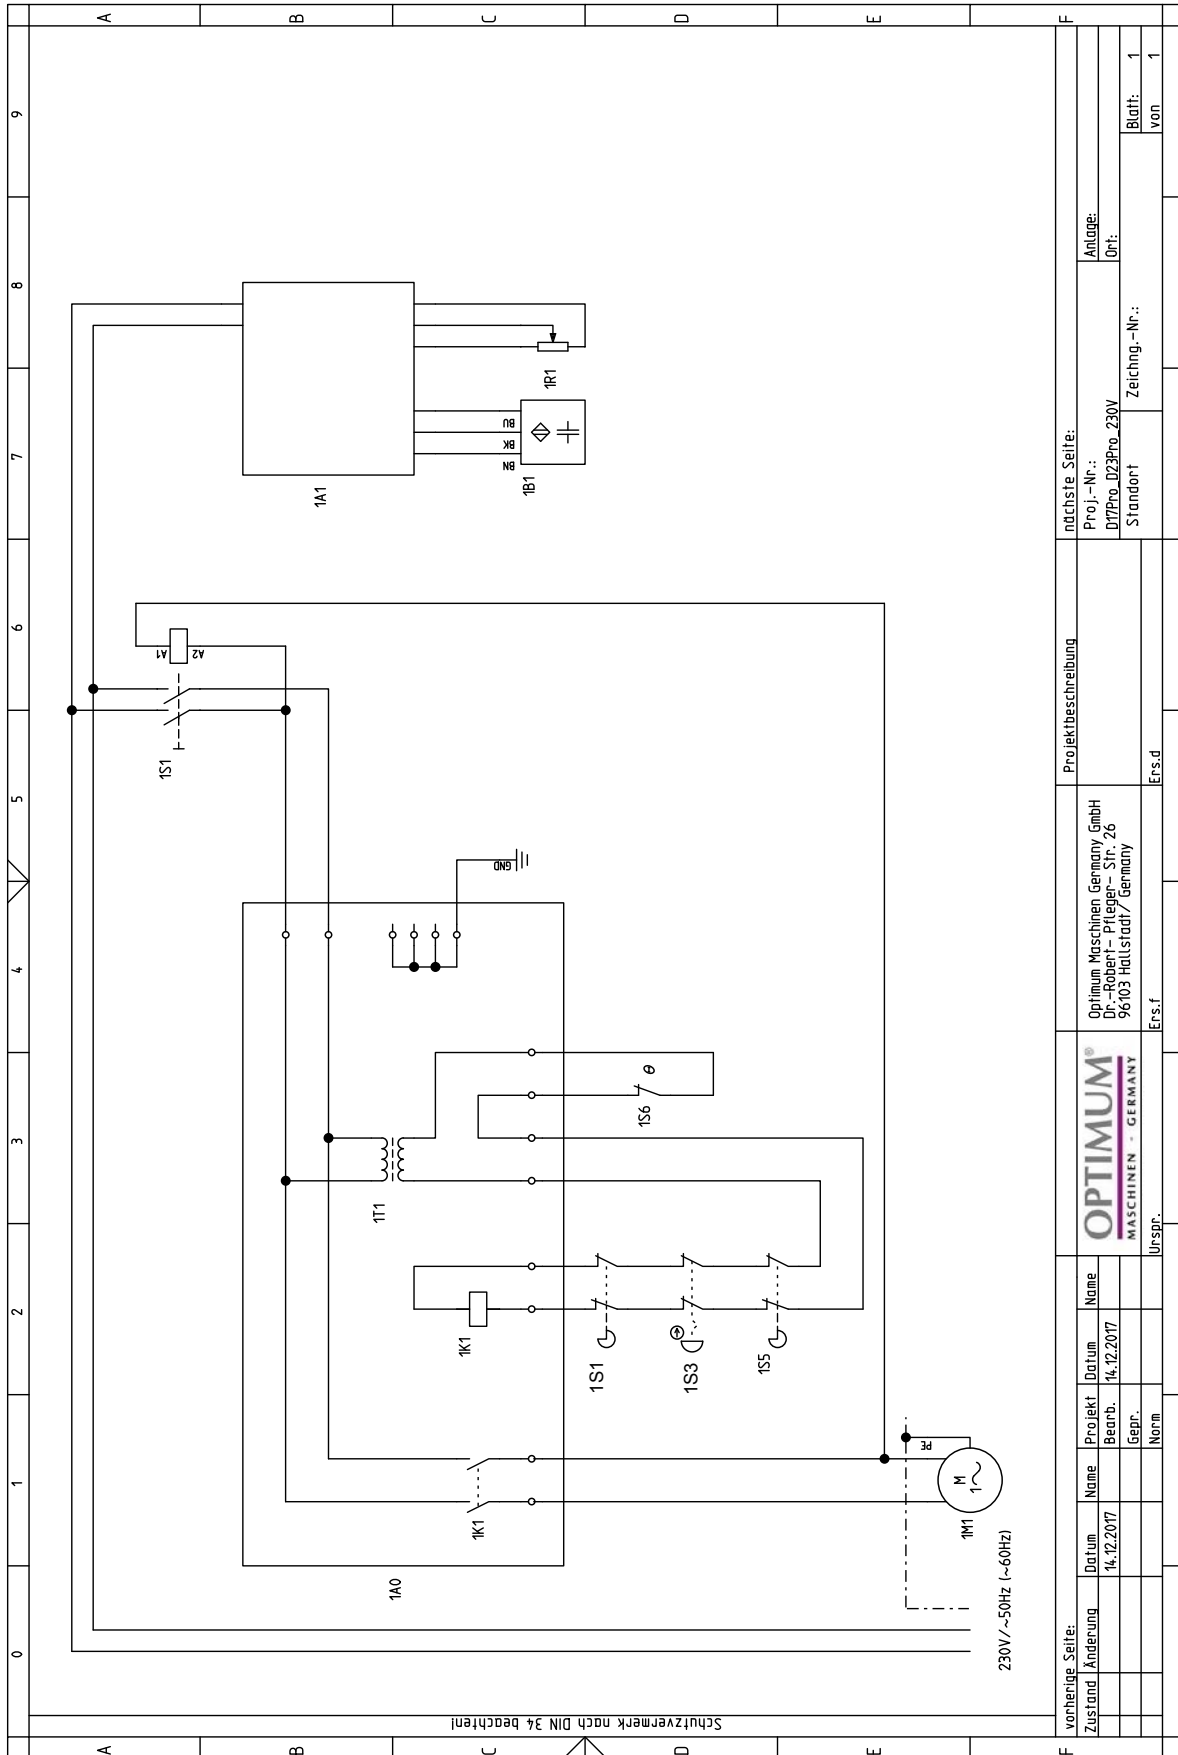 0 1 2 3 4 5 6 7 8 9
A
B
C
D
E
F
A
B
C
D
E
F
Schutzvermerk nach DIN 34 beachten!
230V/~50Hz (~60Hz)
1A0
1K1
1M1
M
1~
PE
1K1
1S1
1S3
1S5
1T1
1S6
θ
GND
1S1
A1
A2
1A1
BN
BK
BU
1B1
1R1
vorherige Seite:
Zustand Änderung Datum Name
14.12.2017
Projekt Datum Name
Bearb. 14.12.2017
Gepr.
Norm
Urspr.
OPTIMUM®
MASCHINEN - GERMANY
Optimum Maschinen Germany GmbH
Dr.-Robert- Pfleger- Str. 26
96103 Hallstadt/ Germany
Ers.f
Ers.d
Projektbeschreibung
nächste Seite:
Proj.-Nr.:
D17Pro_D23Pro_230V
Standort
Zeichng.-Nr.:
Anlage:
Ort:
Blatt: 1
von 1